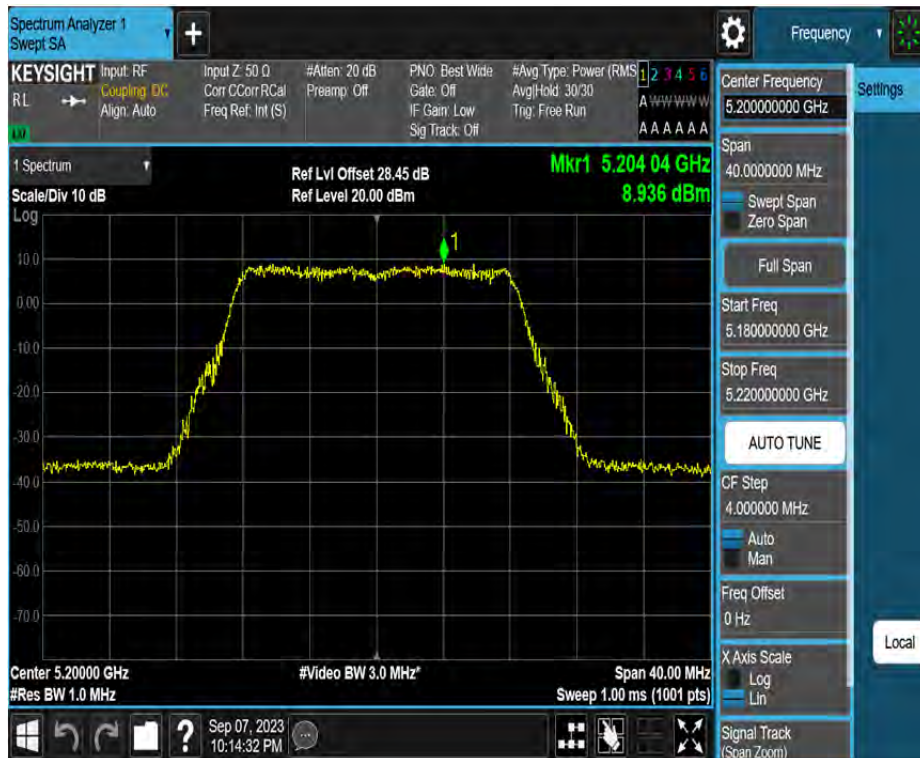 Spectrum Analyzer 1
Swept SA
+
Frequency
KEYSIGHT
RL
Input: RF
Coupling: DC
Align: Auto
Input Z: 50 Ω
Corr CCorr RCal
Freq Ref: Int (S)
#Atten: 20 dB
Preamp: Off
PNO: Best Wide
Gate: Off
IF Gain: Low
Sig Track: Off
#Avg Type: Power (RMS
Avg|Hold: 30/30
Trig: Free Run
1 2 3 4 5 6
A W W W W W
A A A A A A
1 Spectrum
Scale/Div 10 dB
Log
Ref Lvl Offset 28.45 dB
Ref Level 20.00 dBm
Mkr1 5.204 04 GHz
8.936 dBm
1
10.0
0.00
-10.0
-20.0
-30.0
-40.0
-50.0
-60.0
-70.0
Center 5.20000 GHz
#Res BW 1.0 MHz
#Video BW 3.0 MHz*
Span 40.00 MHz
Sweep 1.00 ms (1001 pts)
?
Sep 07, 2023
10:14:32 PM
Center Frequency
5.200000000 GHz
Span
40.0000000 MHz
Swept Span
Zero Span
Full Span
Start Freq
5.180000000 GHz
Stop Freq
5.220000000 GHz
AUTO TUNE
CF Step
4.000000 MHz
Auto
Man
Freq Offset
0 Hz
X Axis Scale
Log
Lin
Signal Track
(Span Zoom)
Settings
Local